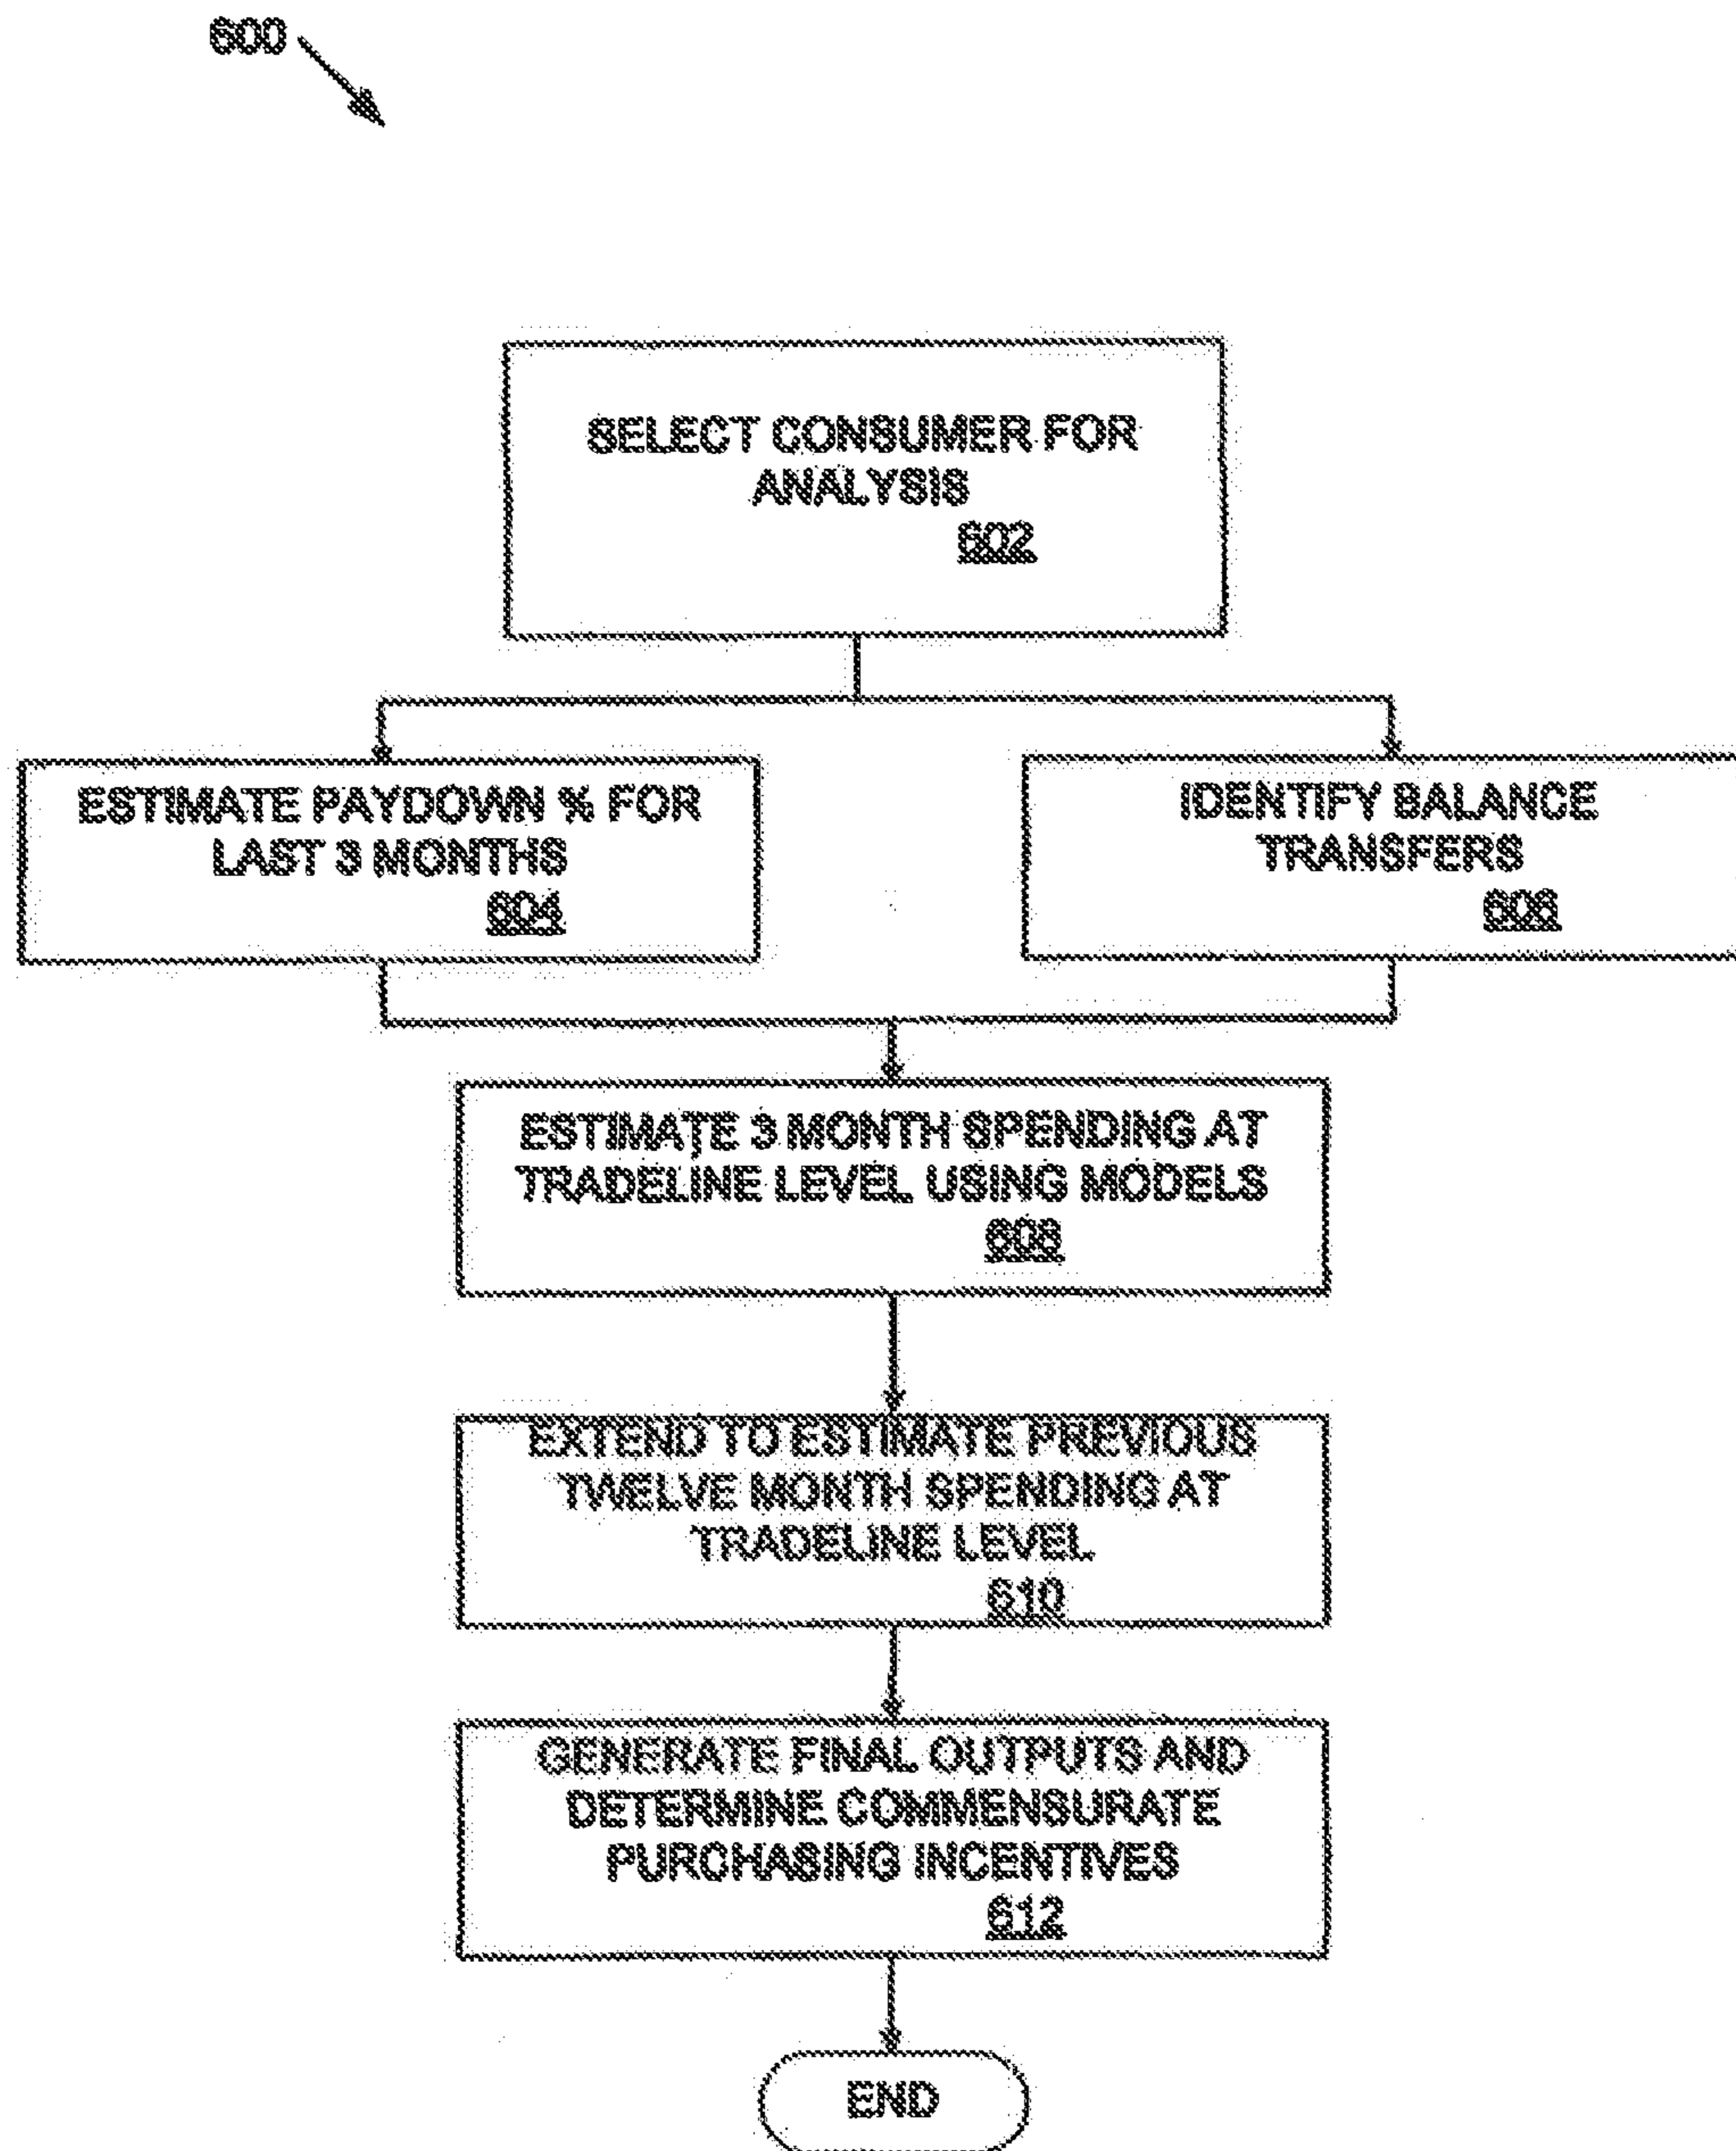 600
SELECT CONSUMER FOR
ANALYSIS
602
ESTIMATE PAYDOWN % FOR
LAST 3 MONTHS
604
IDENTIFY BALANCE
TRANSFERS
606
ESTIMATE 3 MONTH SPENDING AT
TRADELINE LEVEL USING MODELS
608
EXTEND TO ESTIMATE PREVIOUS
TWELVE MONTH SPENDING AT
TRADELINE LEVEL
610
GENERATE FINAL OUTPUTS AND
DETERMINE COMMENSURATE
PURCHASING INCENTIVES
612
END